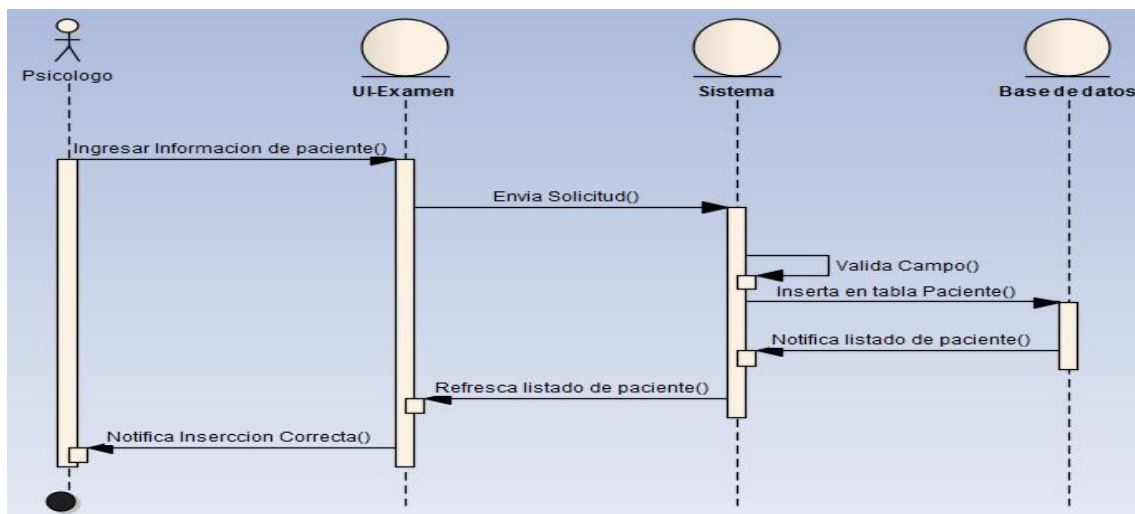 Psicologo
UI-Examen
Sistema
Base de datos
Ingresar Informacion de paciente()
Envia Solicitud()
Valida Campo()
Inserta en tabla Paciente()
Notifica listado de paciente()
Refresca listado de paciente()
Notifica Inserccion Correcta()